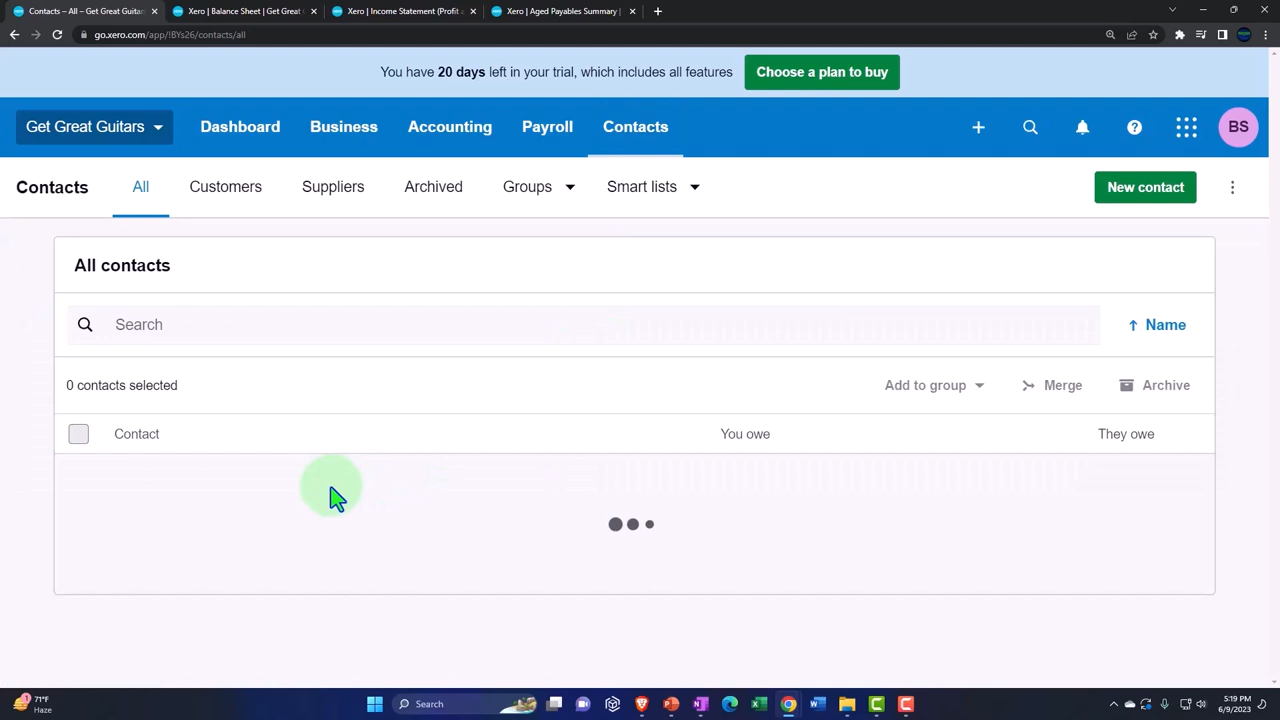 Contacts – All – Get Great Guitars
Xero | Balance Sheet | Get Great
Xero | Income Statement (Profit a
Xero | Aged Payables Summary |
go.xero.com/app/!BYs26/contacts/all
You have 20 days left in your trial, which includes all features
Choose a plan to buy
Get Great Guitars
Dashboard
Business
Accounting
Payroll
Contacts
BS
Contacts
All
Customers
Suppliers
Archived
Groups
Smart lists
New contact
All contacts
Search
Name
0 contacts selected
Add to group
Merge
Archive
Contact
You owe
They owe
71°F
Haze
Search
5:19 PM
6/9/2023